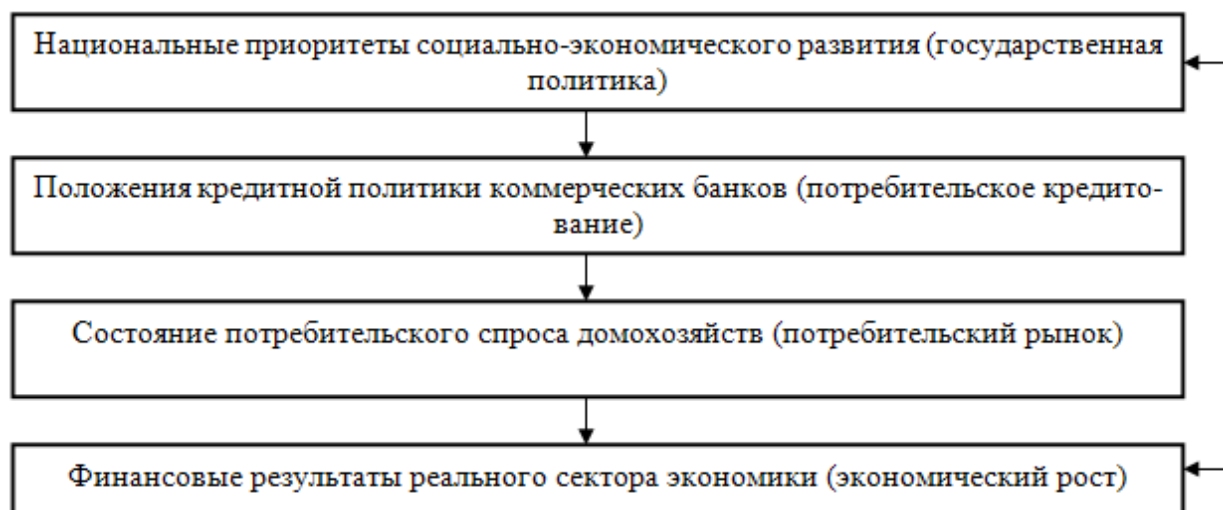 Национальные приоритеты социально-экономического развития (государственная
политика)
Положения кредитной политики коммерческих банков (потребительское кредито-
вание)
Состояние потребительского спроса домохозяйств (потребительский рынок)
Финансовые результаты реального сектора экономики (экономический рост)